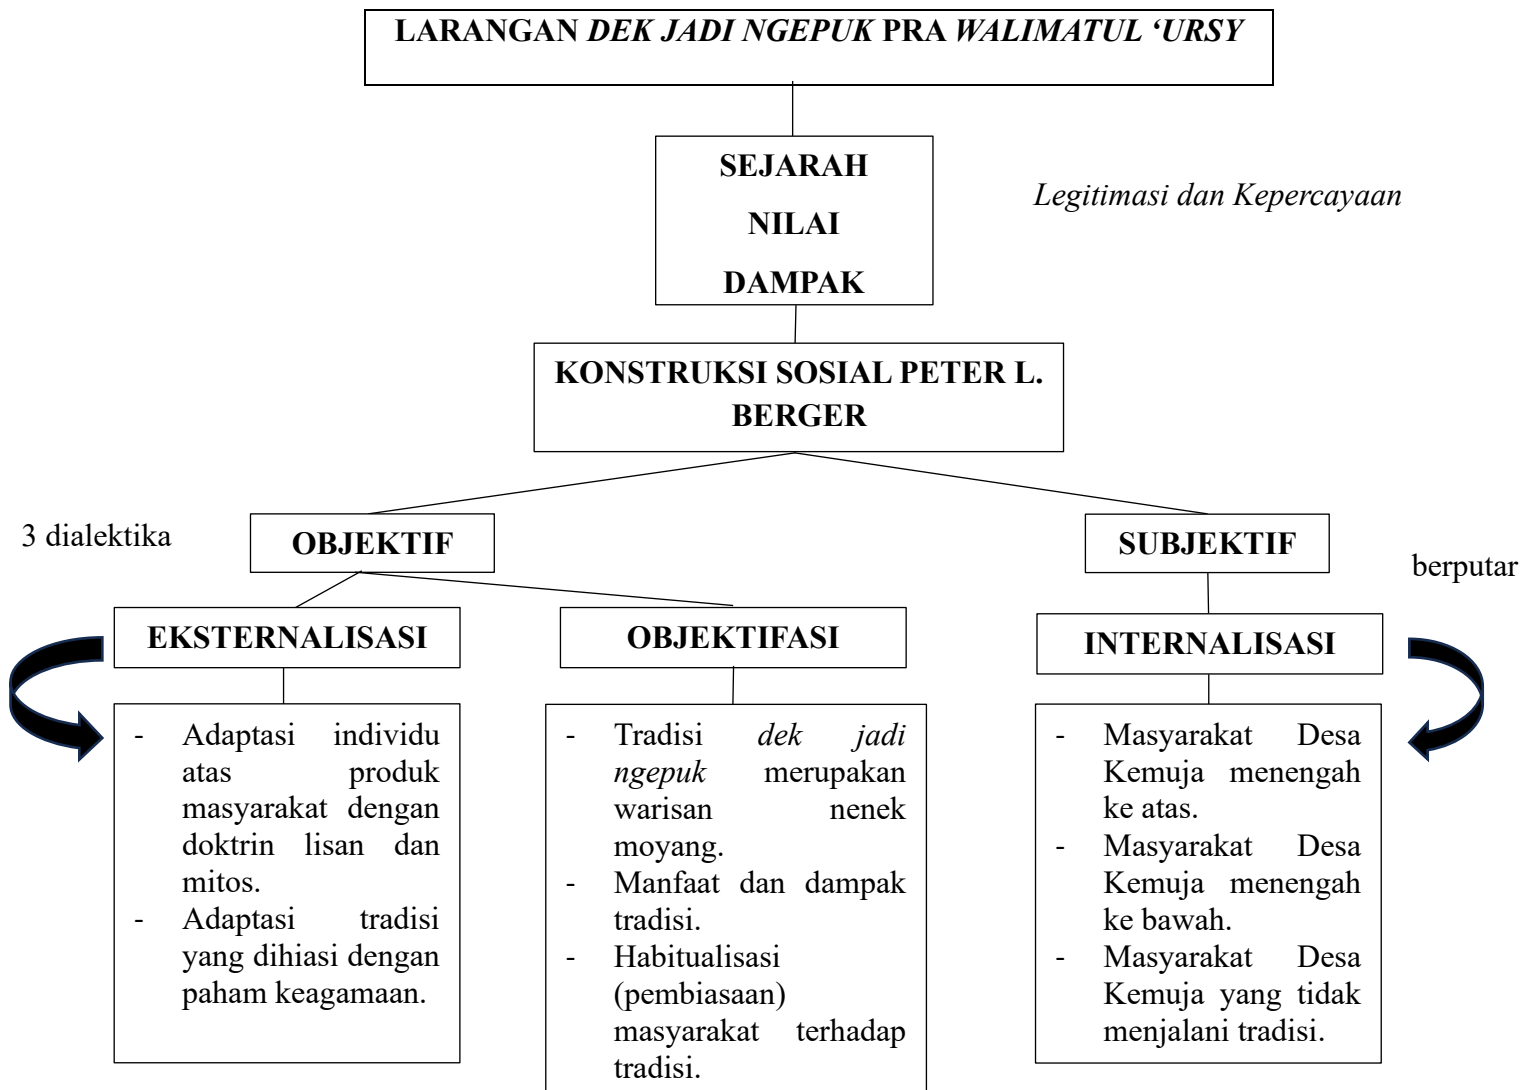 LARANGAN DEK JADI NGEPUK PRA WALIMATUL ‘URSY
SEJARAH
NILAI
DAMPAK
Legitimasi dan Kepercayaan
KONSTRUKSI SOSIAL PETER L.
BERGER
3 dialektika
OBJEKTIF
SUBJEKTIF
berputar
EKSTERNALISASI
OBJEKTIFASI
INTERNALISASI
- Adaptasi individu
atas produk
masyarakat dengan
doktrin lisan dan
mitos.
- Adaptasi tradisi
yang dihiasi dengan
paham keagamaan.
- Tradisi dek jadi
ngepuk merupakan
warisan nenek
moyang.
- Manfaat dan dampak
tradisi.
- Habitualisasi
(pembiasaan)
masyarakat terhadap
tradisi.
- Masyarakat Desa
Kemuja menengah
ke atas.
- Masyarakat Desa
Kemuja menengah
ke bawah.
- Masyarakat Desa
Kemuja yang tidak
menjalani tradisi.